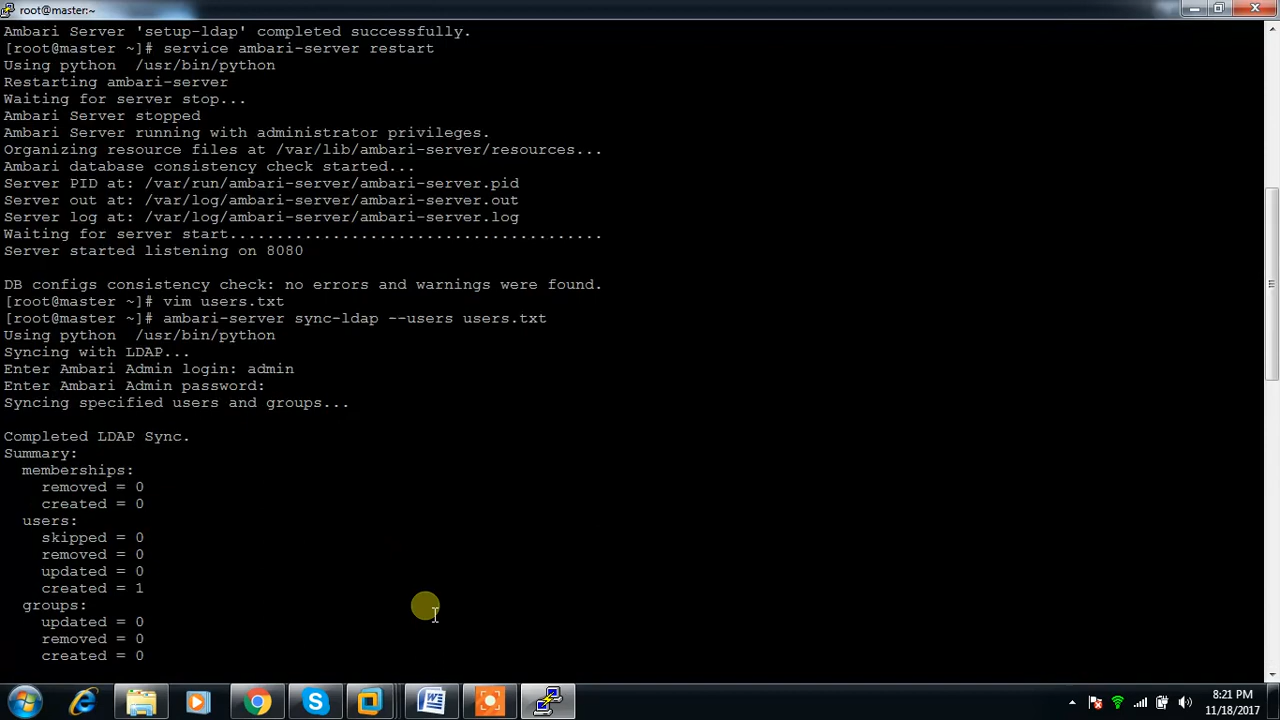 root@master:~
Ambari Server 'setup-ldap' completed successfully.
[root@master ~]# service ambari-server restart
Using python  /usr/bin/python
Restarting ambari-server
Waiting for server stop...
Ambari Server stopped
Ambari Server running with administrator privileges.
Organizing resource files at /var/lib/ambari-server/resources...
Ambari database consistency check started...
Server PID at: /var/run/ambari-server/ambari-server.pid
Server out at: /var/log/ambari-server/ambari-server.out
Server log at: /var/log/ambari-server/ambari-server.log
Waiting for server start........................................
Server started listening on 8080
DB configs consistency check: no errors and warnings were found.
[root@master ~]# vim users.txt
[root@master ~]# ambari-server sync-ldap --users users.txt
Using python  /usr/bin/python
Syncing with LDAP...
Enter Ambari Admin login: admin
Enter Ambari Admin password:
Syncing specified users and groups...
Completed LDAP Sync.
Summary:
memberships:
removed = 0
created = 0
users:
skipped = 0
removed = 0
updated = 0
created = 1
groups:
updated = 0
removed = 0
created = 0
8:21 PM
11/18/2017